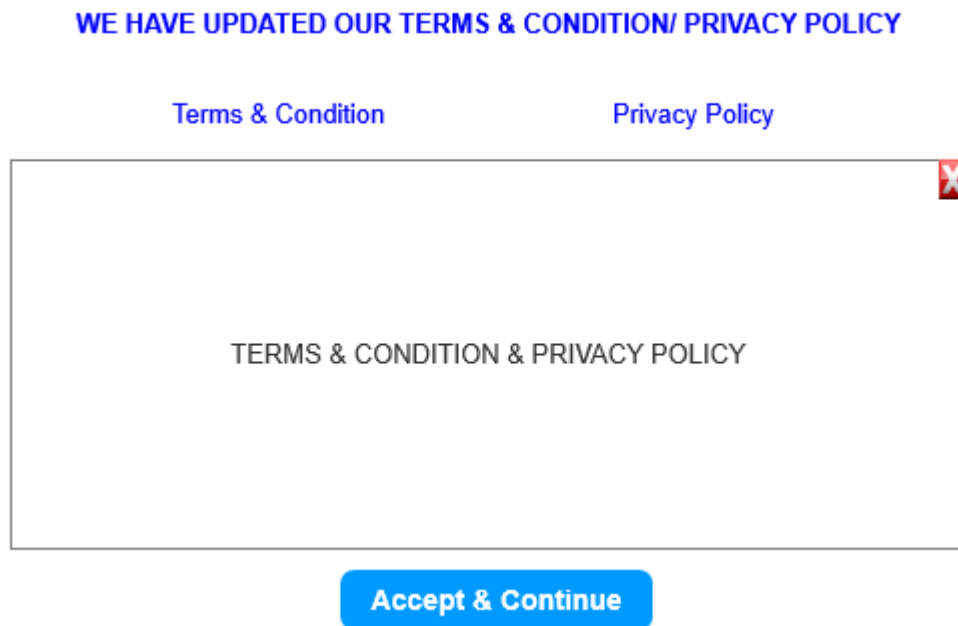 WE HAVE UPDATED OUR TERMS & CONDITION/ PRIVACY POLICY
Terms & Condition Privacy Policy
X
TERMS & CONDITION & PRIVACY POLICY
Accept & Continue